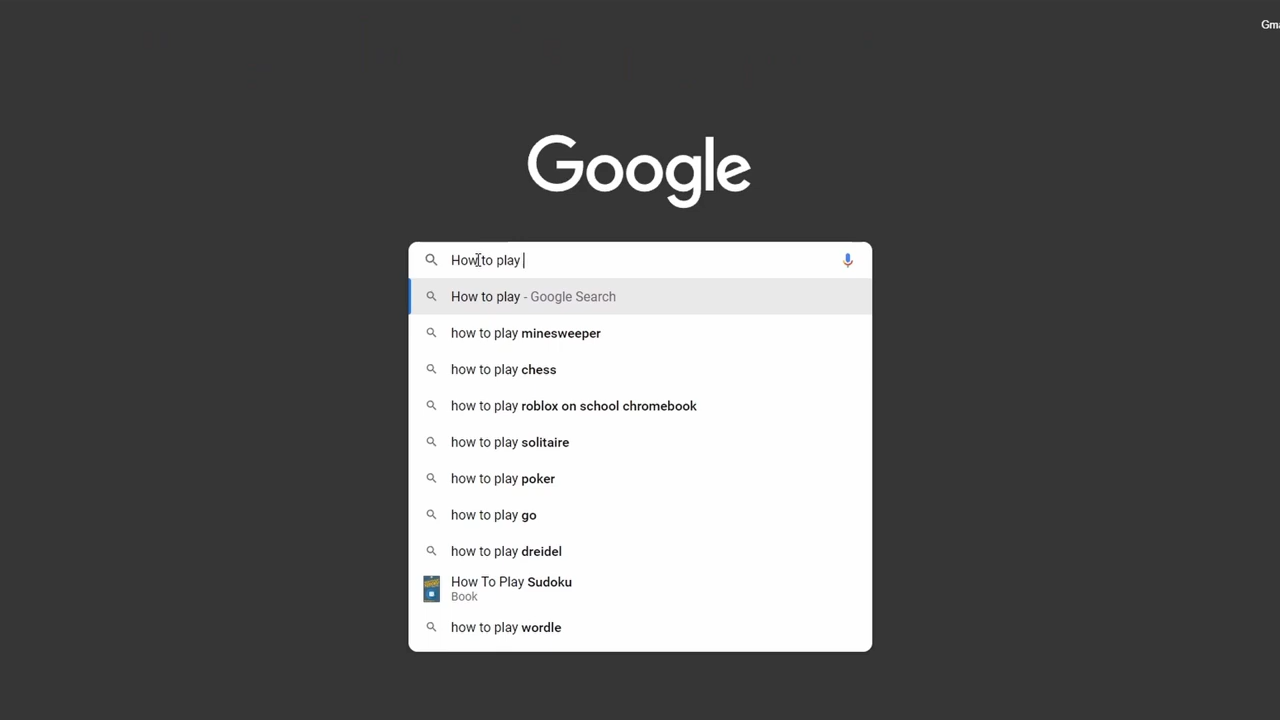 Gma
Google
How to play
How to play - Google Search
how to play minesweeper
how to play chess
how to play roblox on school chromebook
how to play solitaire
how to play poker
how to play go
how to play dreidel
How To Play Sudoku
Book
how to play wordle